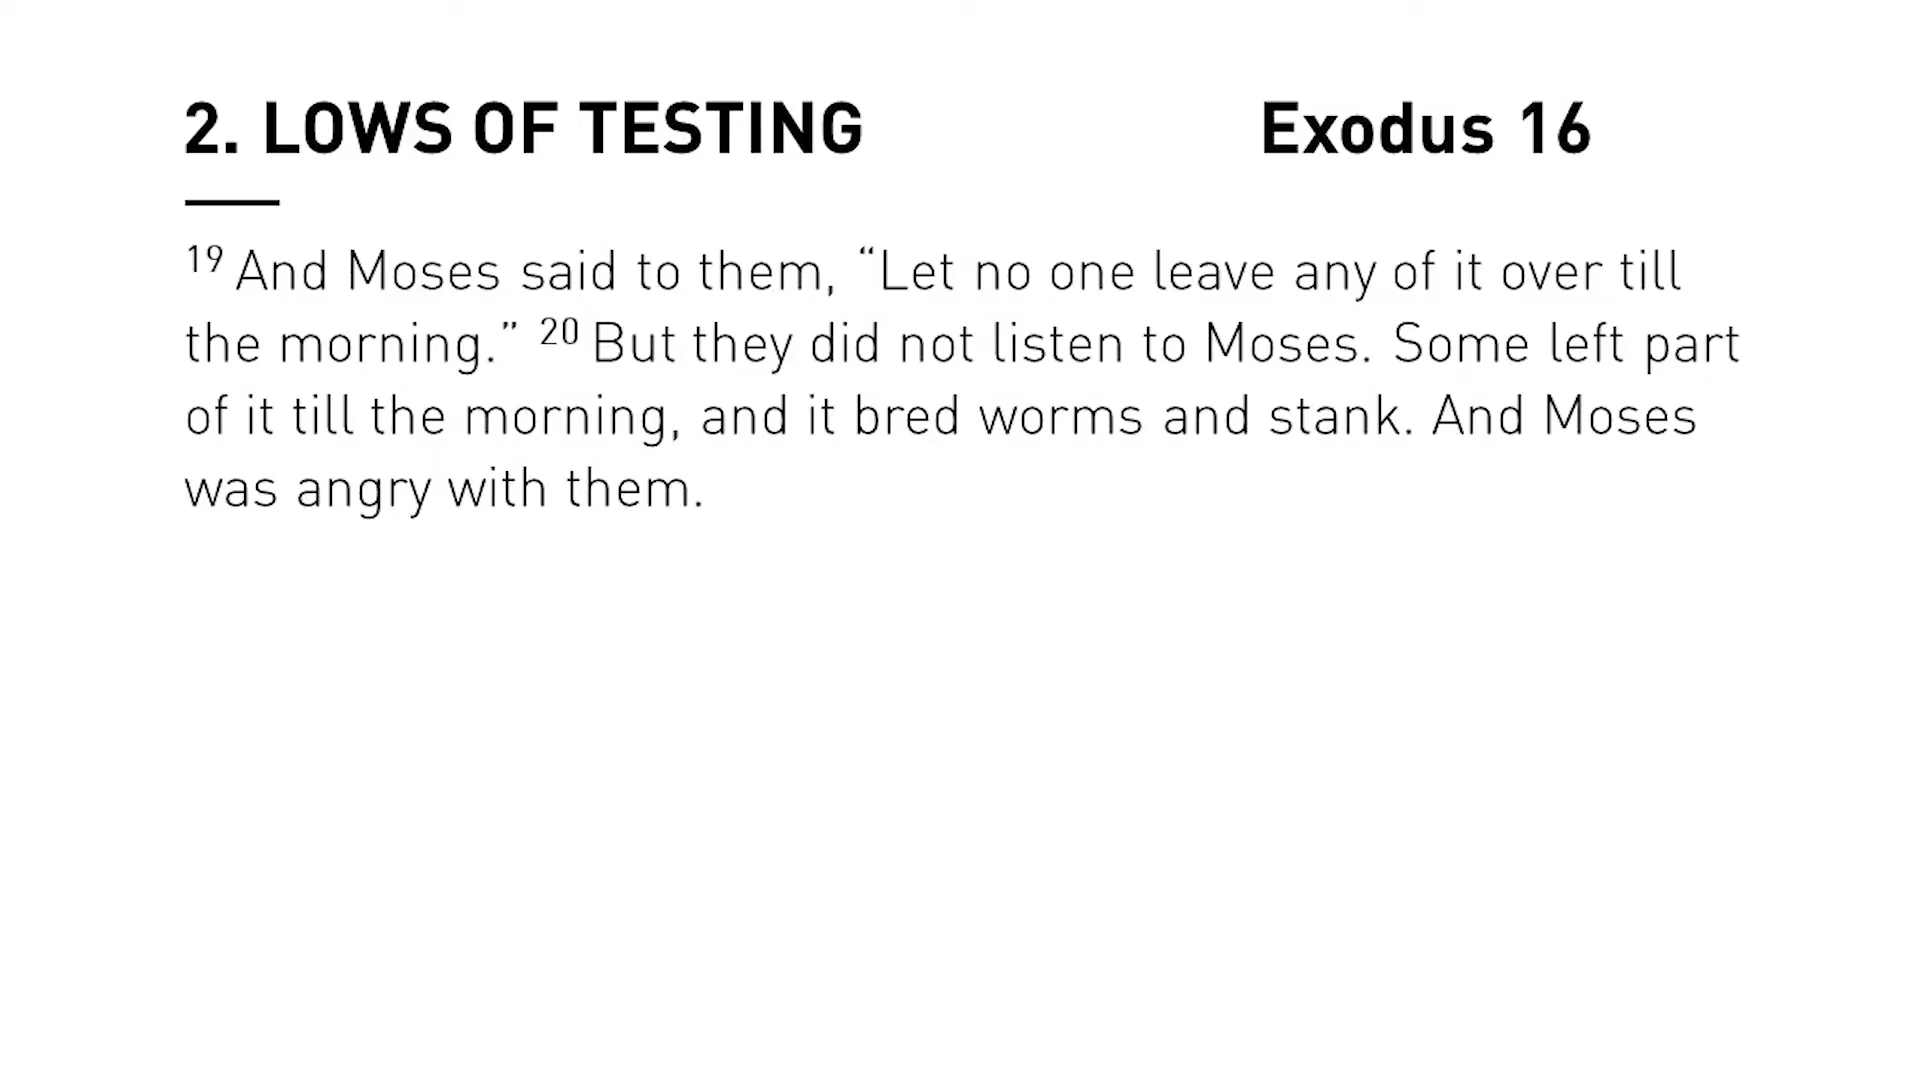 2. LOWS OF TESTING Exodus 16
19 And Moses said to them, “Let no one leave any of it over till
the morning.” 20 But they did not listen to Moses. Some left part
of it till the morning, and it bred worms and stank. And Moses
was angry with them.